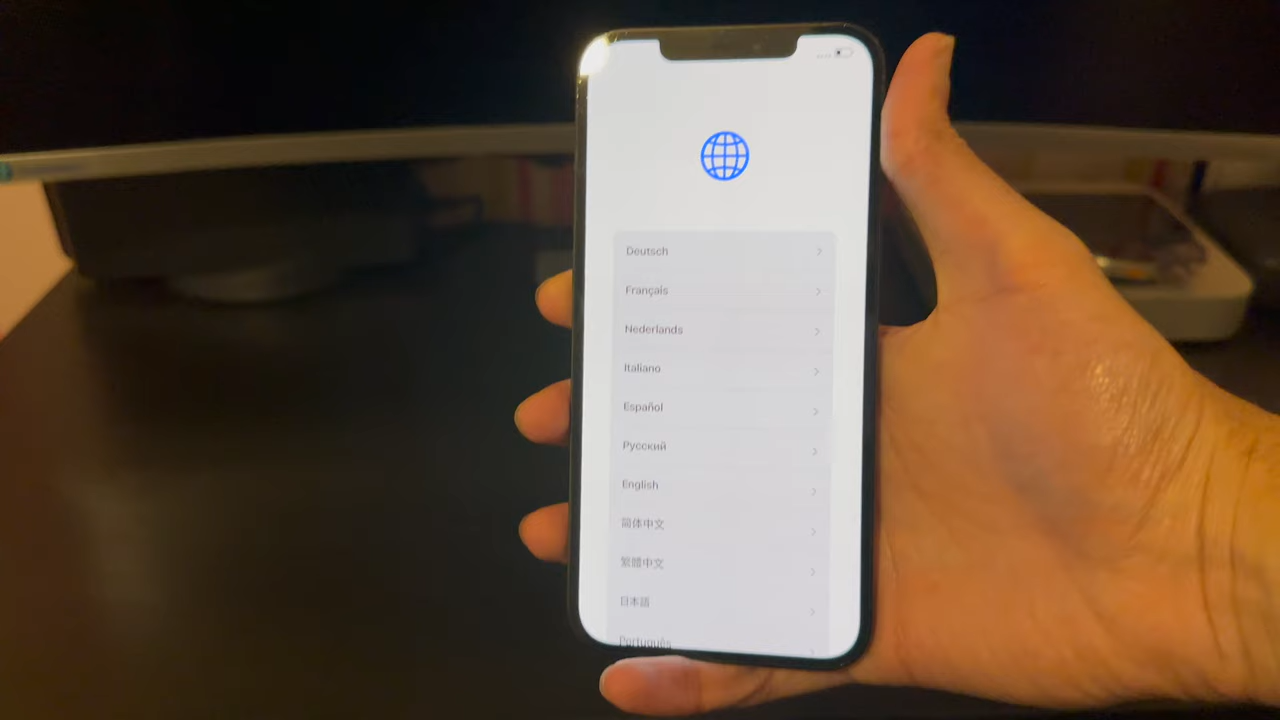 Deutsch
Français
Nederlands
Italiano
Español
Русский
English
简体中文
繁體中文
日本語
Português